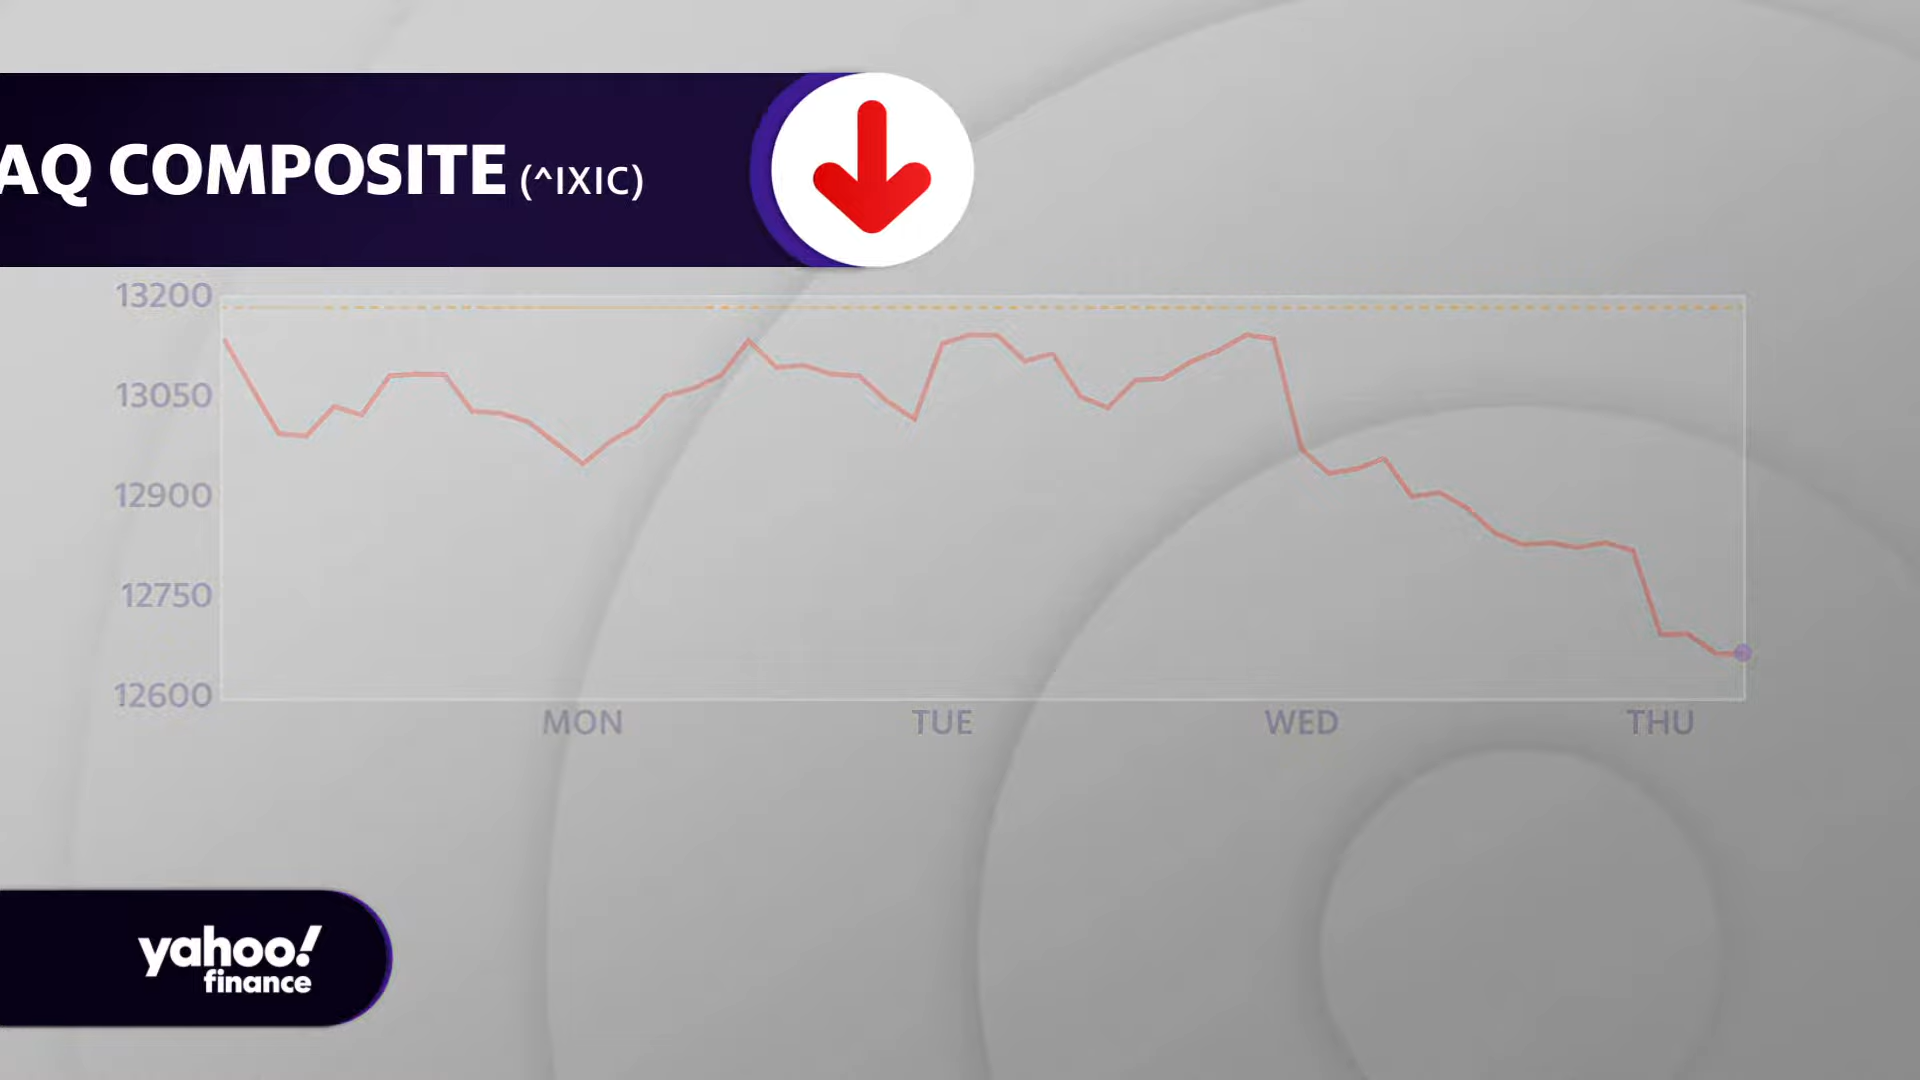 AQ COMPOSITE (^IXIC)
13200
13050
12900
12750
12600
MON TUE WED THU
yahoo!
finance